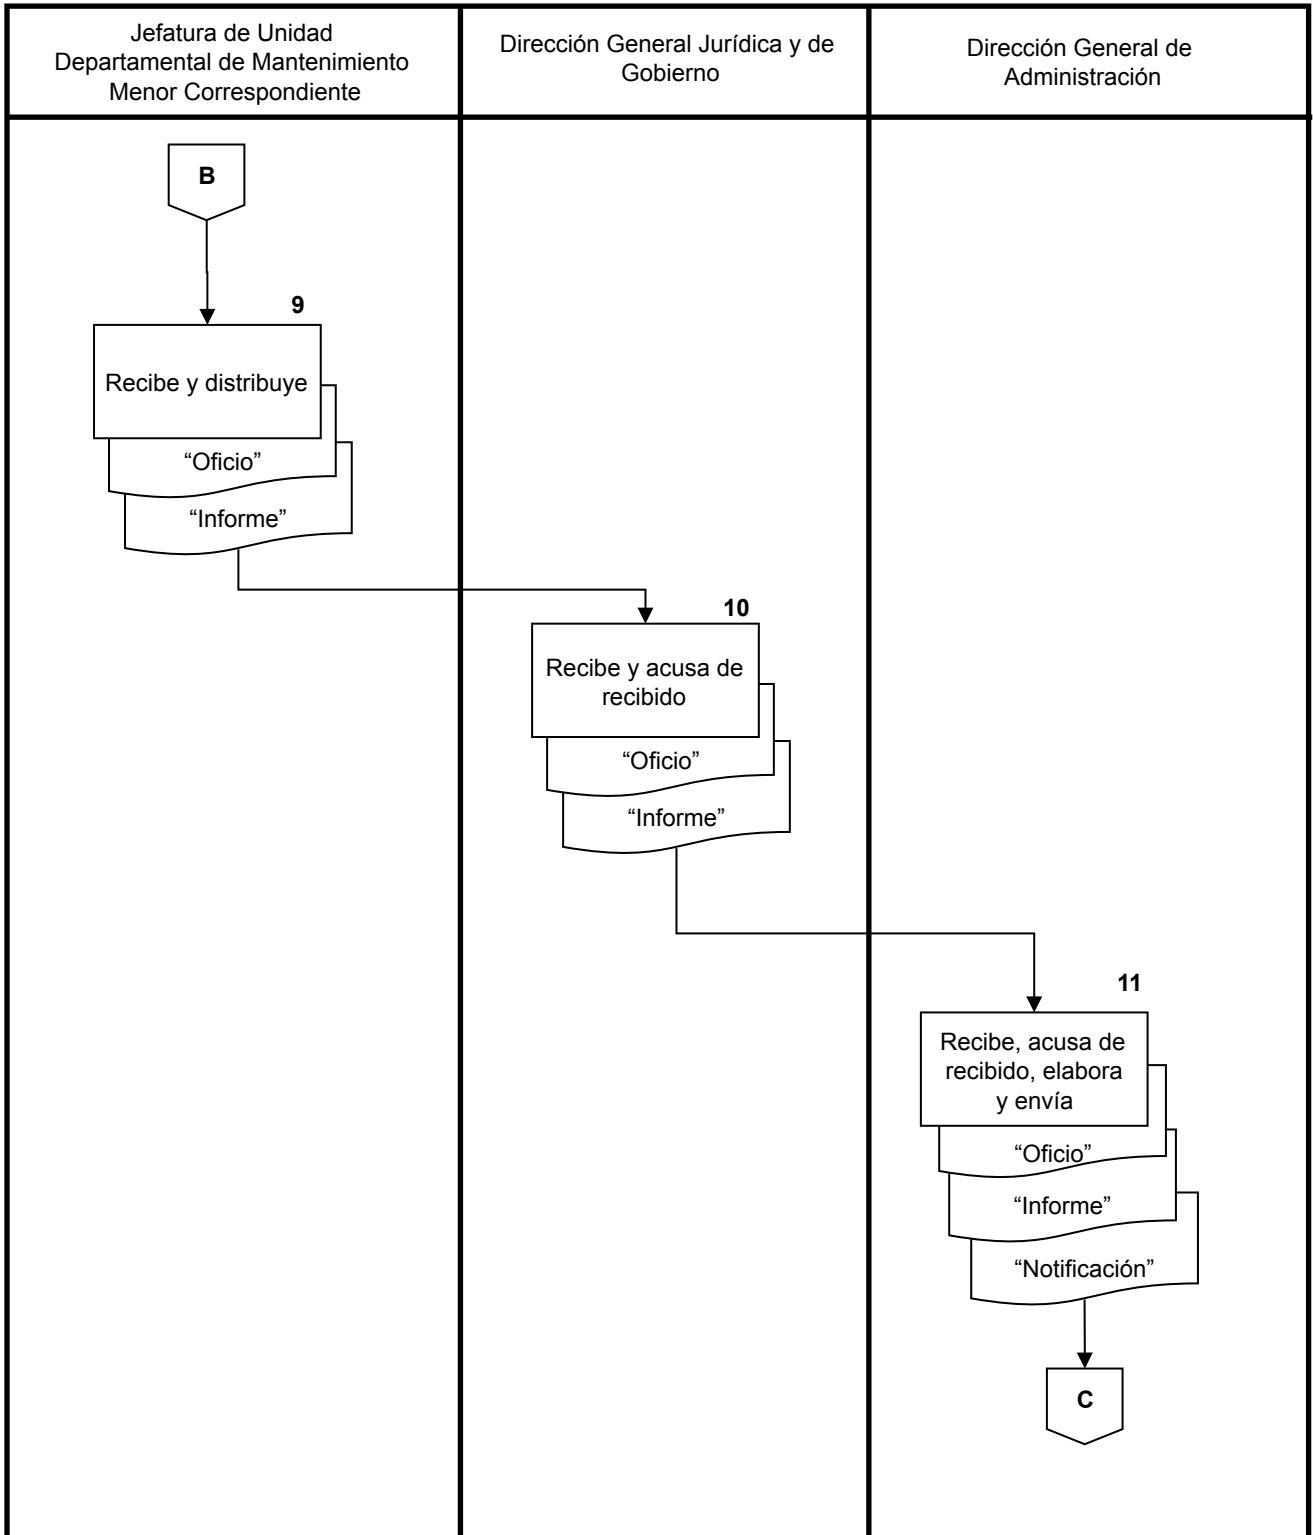 Jefatura de Unidad
Departamental de Mantenimiento
Menor Correspondiente
Dirección General Jurídica y de
Gobierno
Dirección General de
Administración
B
9
Recibe y distribuye
“Oficio”
“Informe”
10
Recibe y acusa de
recibido
“Oficio”
“Informe”
11
Recibe, acusa de
recibido, elabora
y envía
“Oficio”
“Informe”
“Notificación”
C